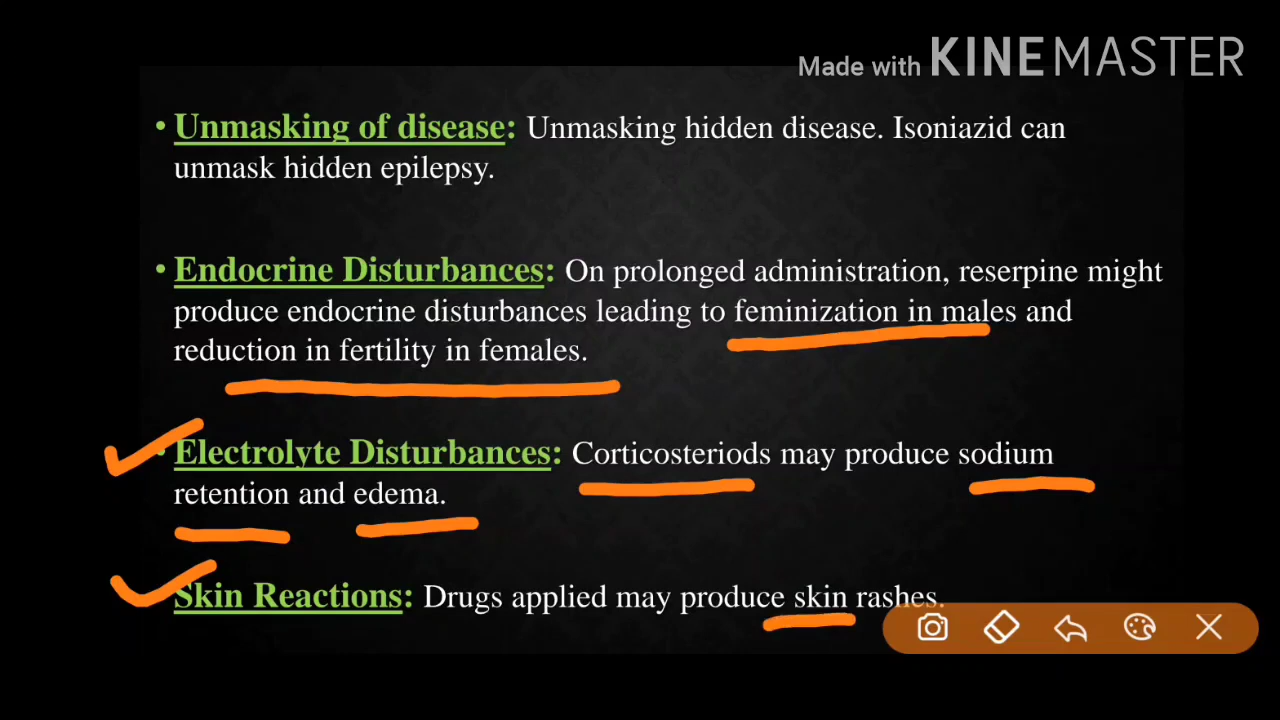 Made with KINEMASTER
• Unmasking of disease: Unmasking hidden disease. Isoniazid can
unmask hidden epilepsy.
• Endocrine Disturbances: On prolonged administration, reserpine might
produce endocrine disturbances leading to feminization in males and
reduction in fertility in females.
• Electrolyte Disturbances: Corticosteriods may produce sodium
retention and edema.
Skin Reactions: Drugs applied may produce skin rashes.